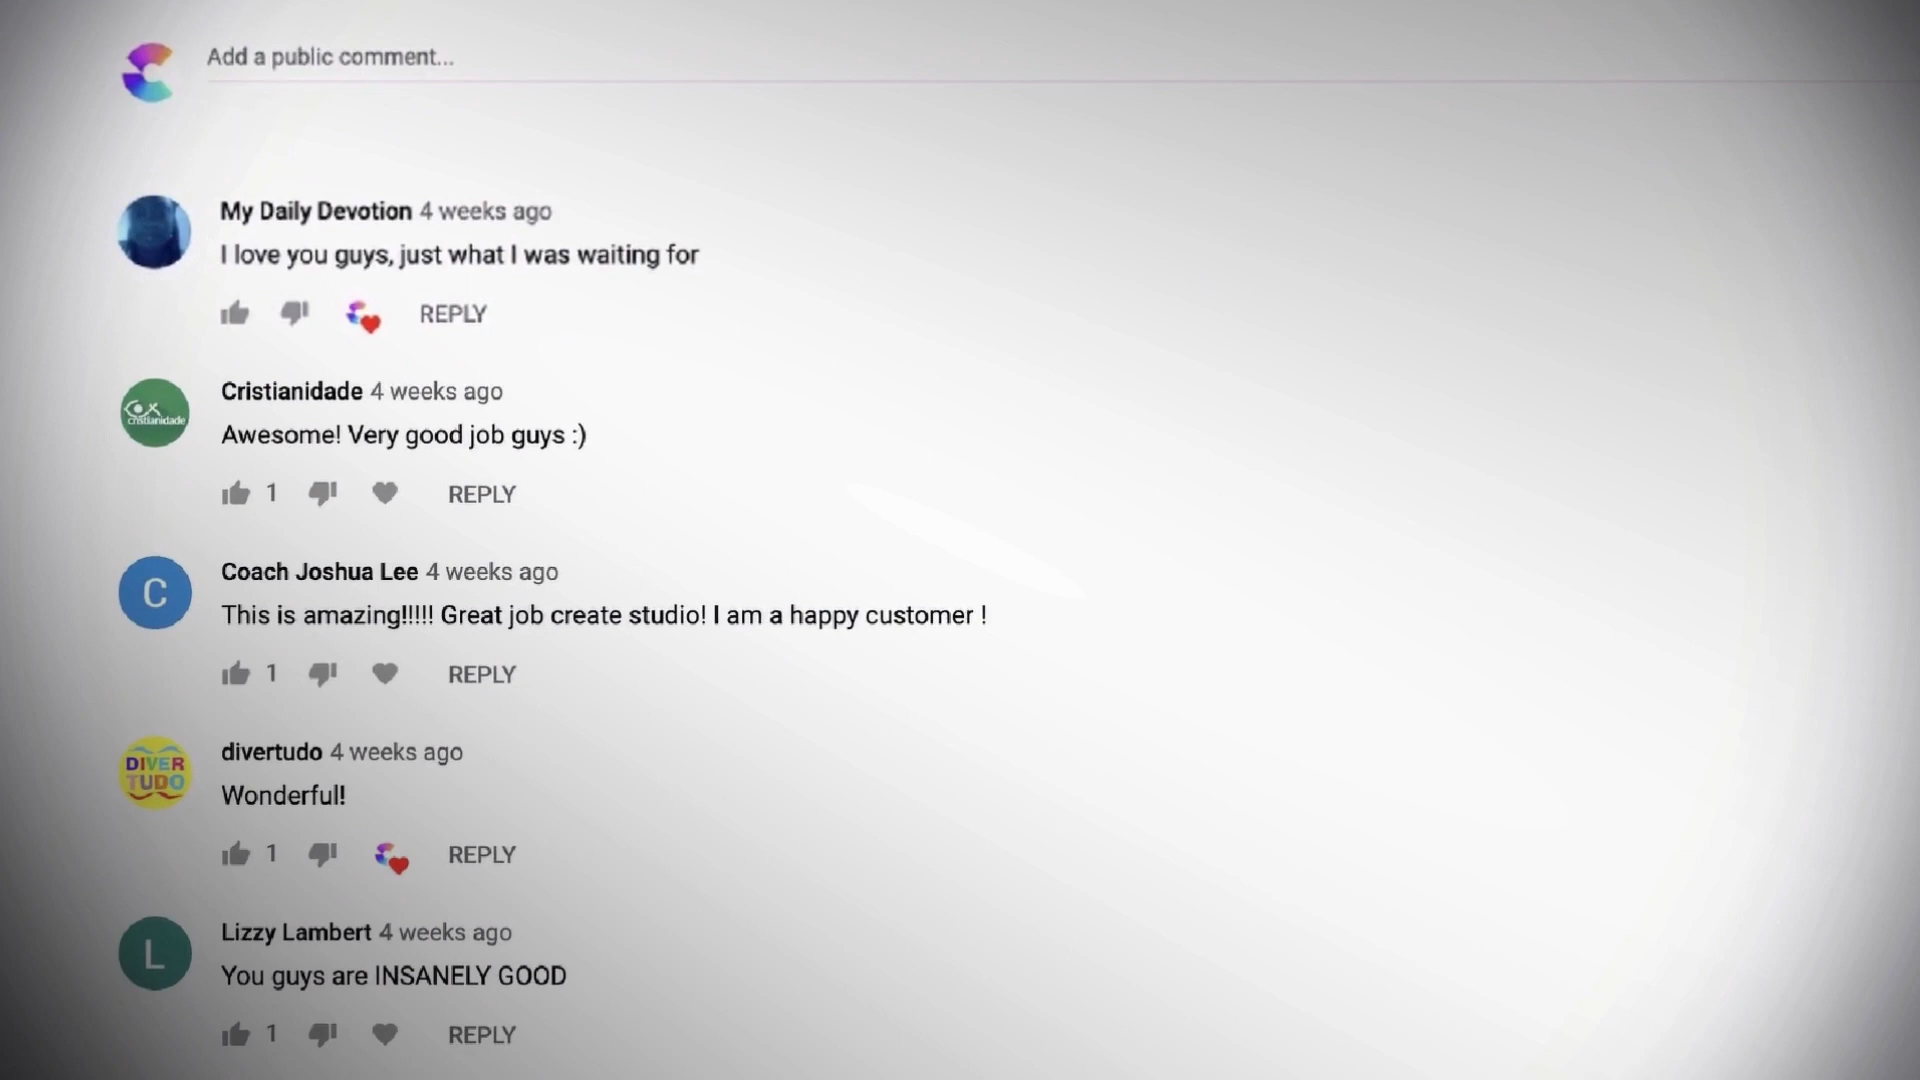 Add a public comment...
My Daily Devotion 4 weeks ago
I love you guys, just what I was waiting for
REPLY
cristianidade
Cristianidade 4 weeks ago
Awesome! Very good job guys :)
1 REPLY
C
Coach Joshua Lee 4 weeks ago
This is amazing!!!!! Great job create studio! I am a happy customer !
1 REPLY
DIVER
TUDO
divertudo 4 weeks ago
Wonderful!
1 REPLY
L
Lizzy Lambert 4 weeks ago
You guys are INSANELY GOOD
1 REPLY